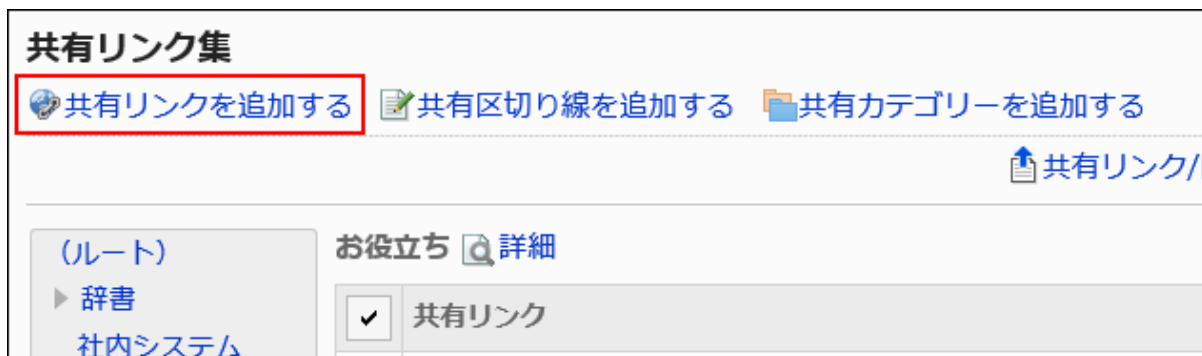 共有リンク集
共有リンクを追加する 共有区切り線を追加する 共有カテゴリーを追加する
共有リンク/
(ルート)
辞書
社内システム
お役立ち 詳細
共有リンク